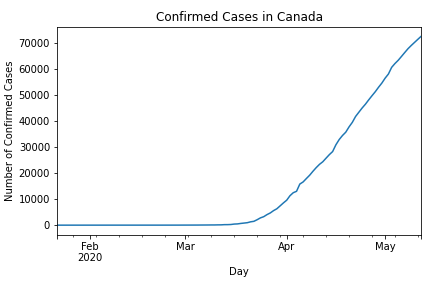 Confirmed Cases in Canada
Number of Confirmed Cases
70000
60000
50000
40000
30000
20000
10000
0
Feb Mar Apr May
2020
Day